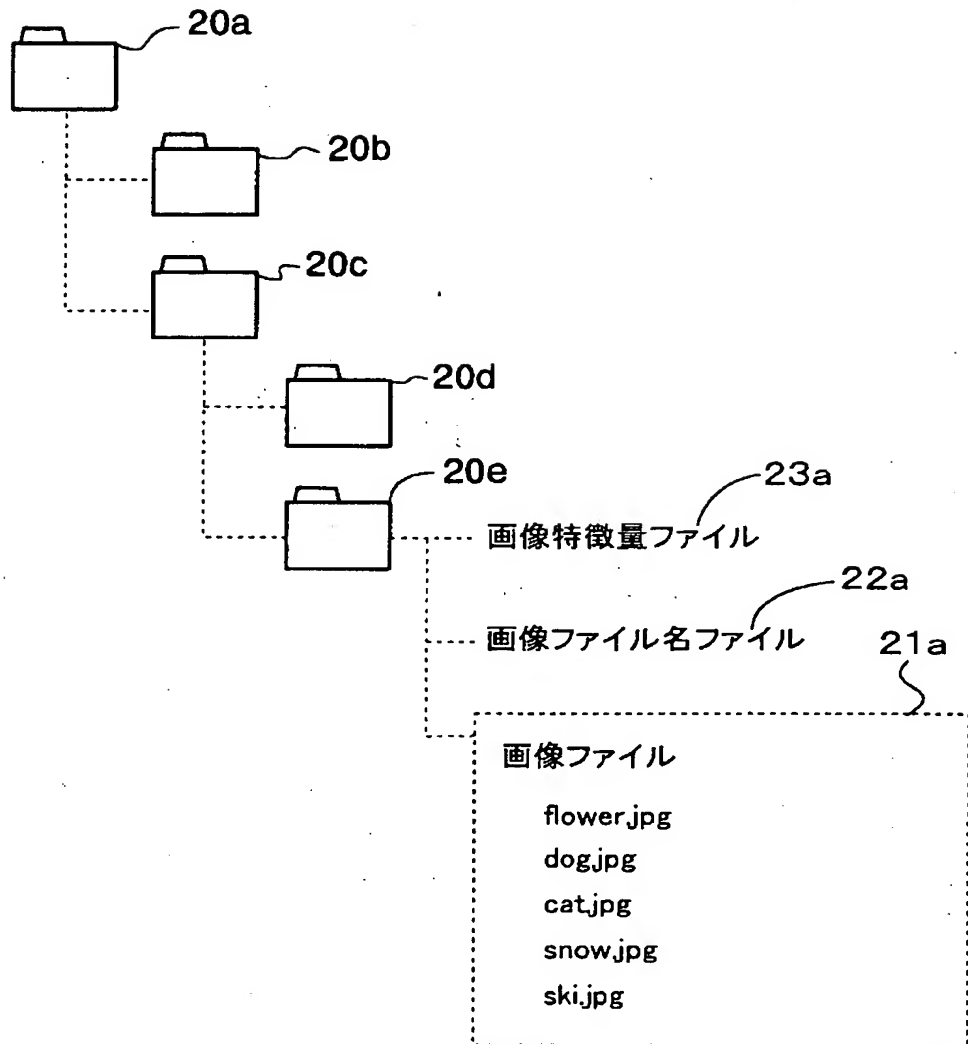 20a
20b
20c
20d
20e
23a
画像特徴量ファイル
22a
画像ファイル名ファイル
21a
画像ファイル
flower.jpg
dog.jpg
cat.jpg
snow.jpg
ski.jpg